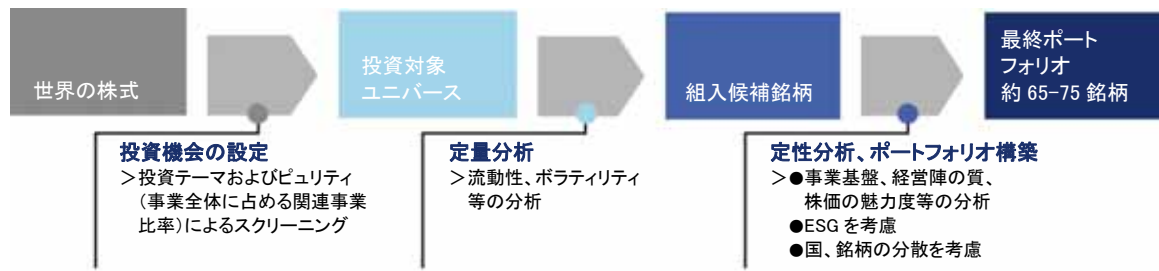 世界の株式
投資対象
ユニバース
組入候補銘柄
最終ポート
フォリオ
約 65-75 銘柄
投資機会の設定
＞投資テーマおよびピュリティ
（事業全体に占める関連事業
比率）によるスクリーニング
定量分析
＞流動性、ボラティリティ
等の分析
定性分析、ポートフォリオ構築
＞●事業基盤、経営陣の質、
株価の魅力度等の分析
●ESG を考慮
●国、銘柄の分散を考慮